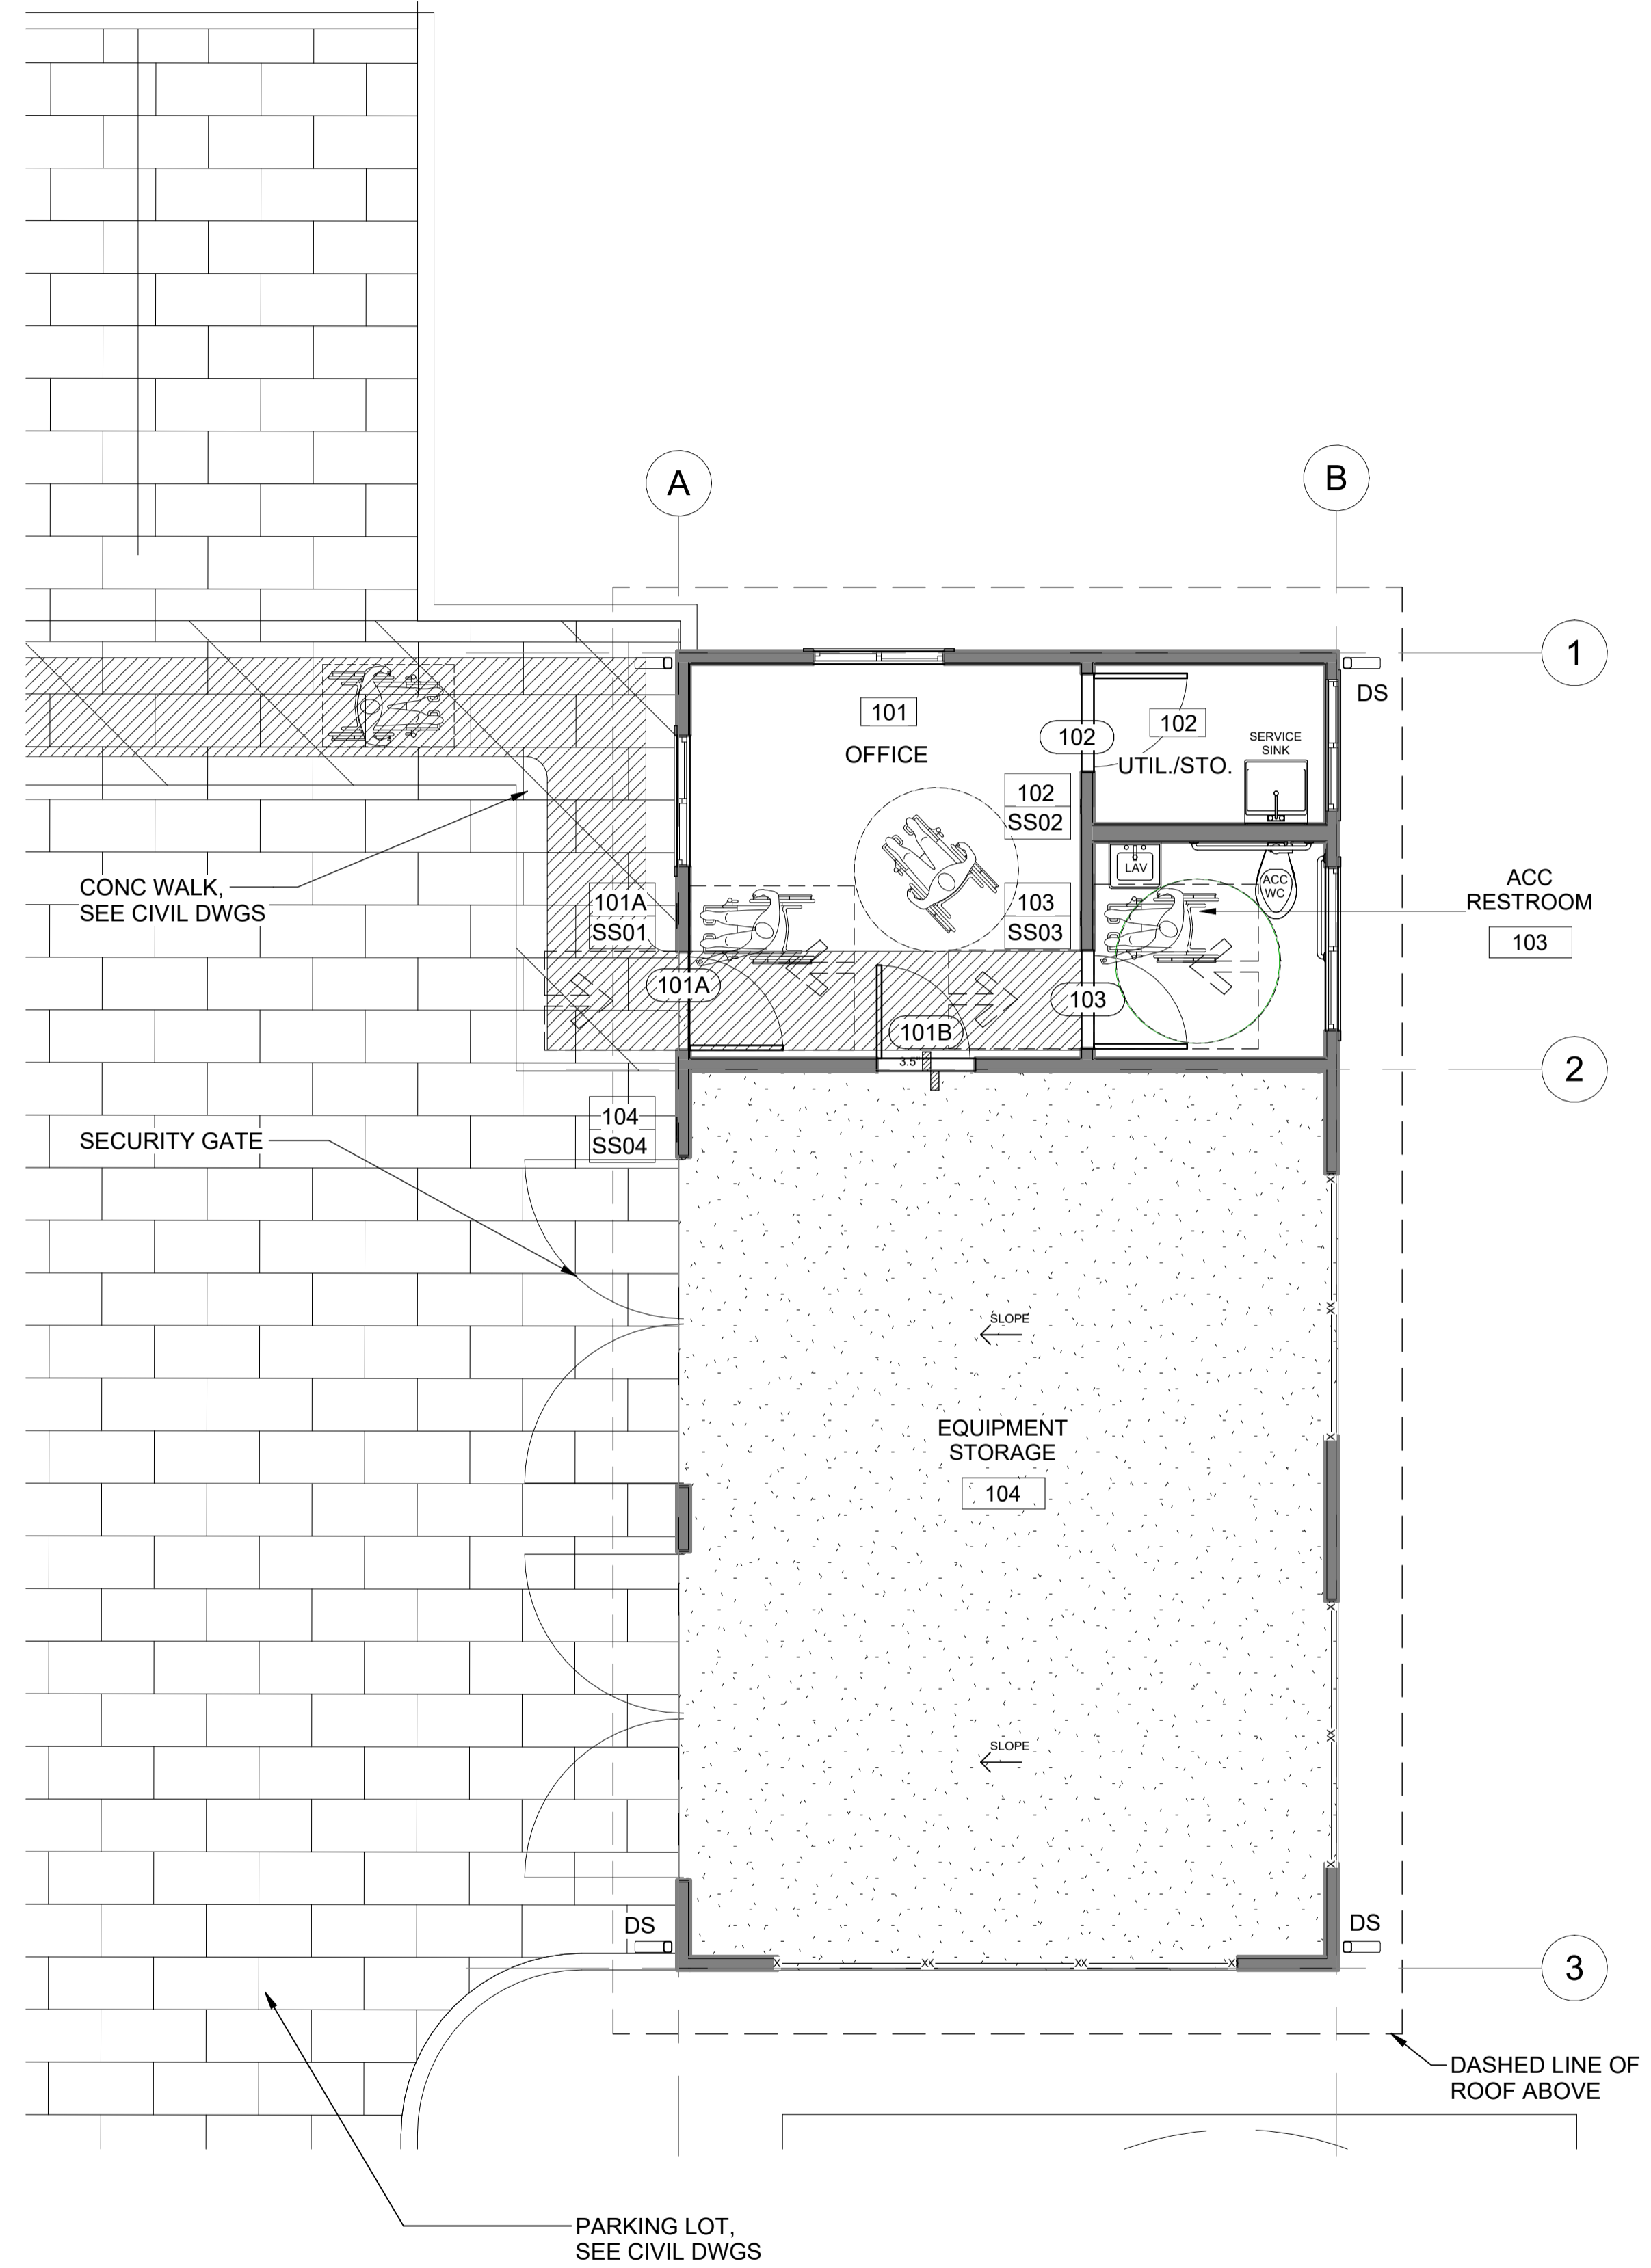 A
B
1
DS
101
OFFICE
102
102
UTIL./STO.
SERVICE
SINK
102
SS02
CONC WALK,
SEE CIVIL DWGS
101A
SS01
103
SS03
LAV
ACC
WC
ACC
RESTROOM
103
101A
103
101B
3.5"
2
104
SS04
SECURITY GATE
SLOPE
EQUIPMENT
STORAGE
104
SLOPE
DS
DS
3
DASHED LINE OF
ROOF ABOVE
PARKING LOT,
SEE CIVIL DWGS